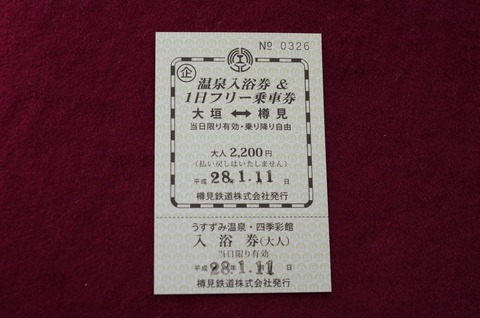 № 0326
企
温泉入浴券 &
1日フリー乗車券
大垣 ⟷ 樽見
当日限り有効・乗り降り自由
大人 2,200円
(払い戻しはいたしません)
平成 28.1.11 日
樽見鉄道株式会社発行
うすずみ温泉・四季彩館
入浴券(大人)
当日限り有効
平成 28.1.11 日
樽見鉄道株式会社発行